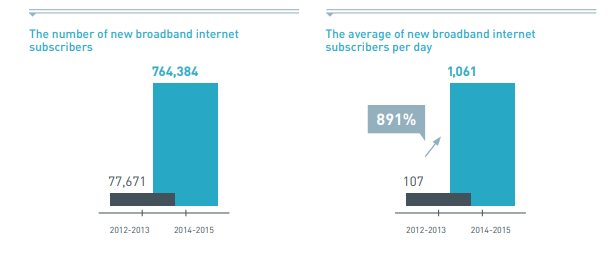 The number of new broadband internet
subscribers
764,384
77,671
2012-2013
2014-2015
The average of new broadband internet
subscribers per day
1,061
891%
107
2012-2013
2014-2015